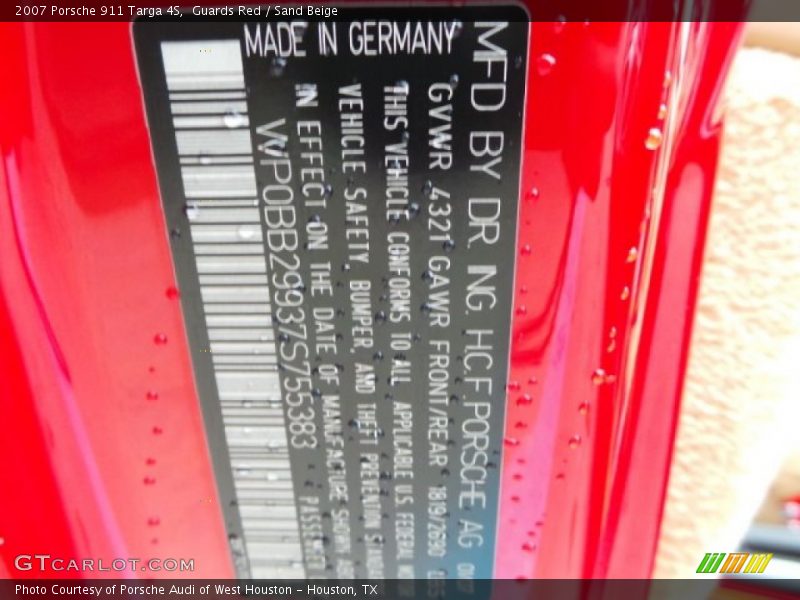 2007 Porsche 911 Targa 4S,  Guards Red / Sand Beige
MADE IN GERMANY
MFD BY DR. ING. H.C.F. PORSCHE AG
GVWR 4321 GAWR FRONT/REAR 1819/2690
THIS VEHICLE CONFORMS TO ALL APPLICABLE U.S. FEDERAL
VEHICLE SAFETY, BUMPER, AND THEFT PREVENTION
IN EFFECT ON THE DATE OF MANUFACTURE SHOWN
WP0BB29937S755383
GTCARLOT.COM
Photo Courtesy of Porsche Audi of West Houston - Houston, TX